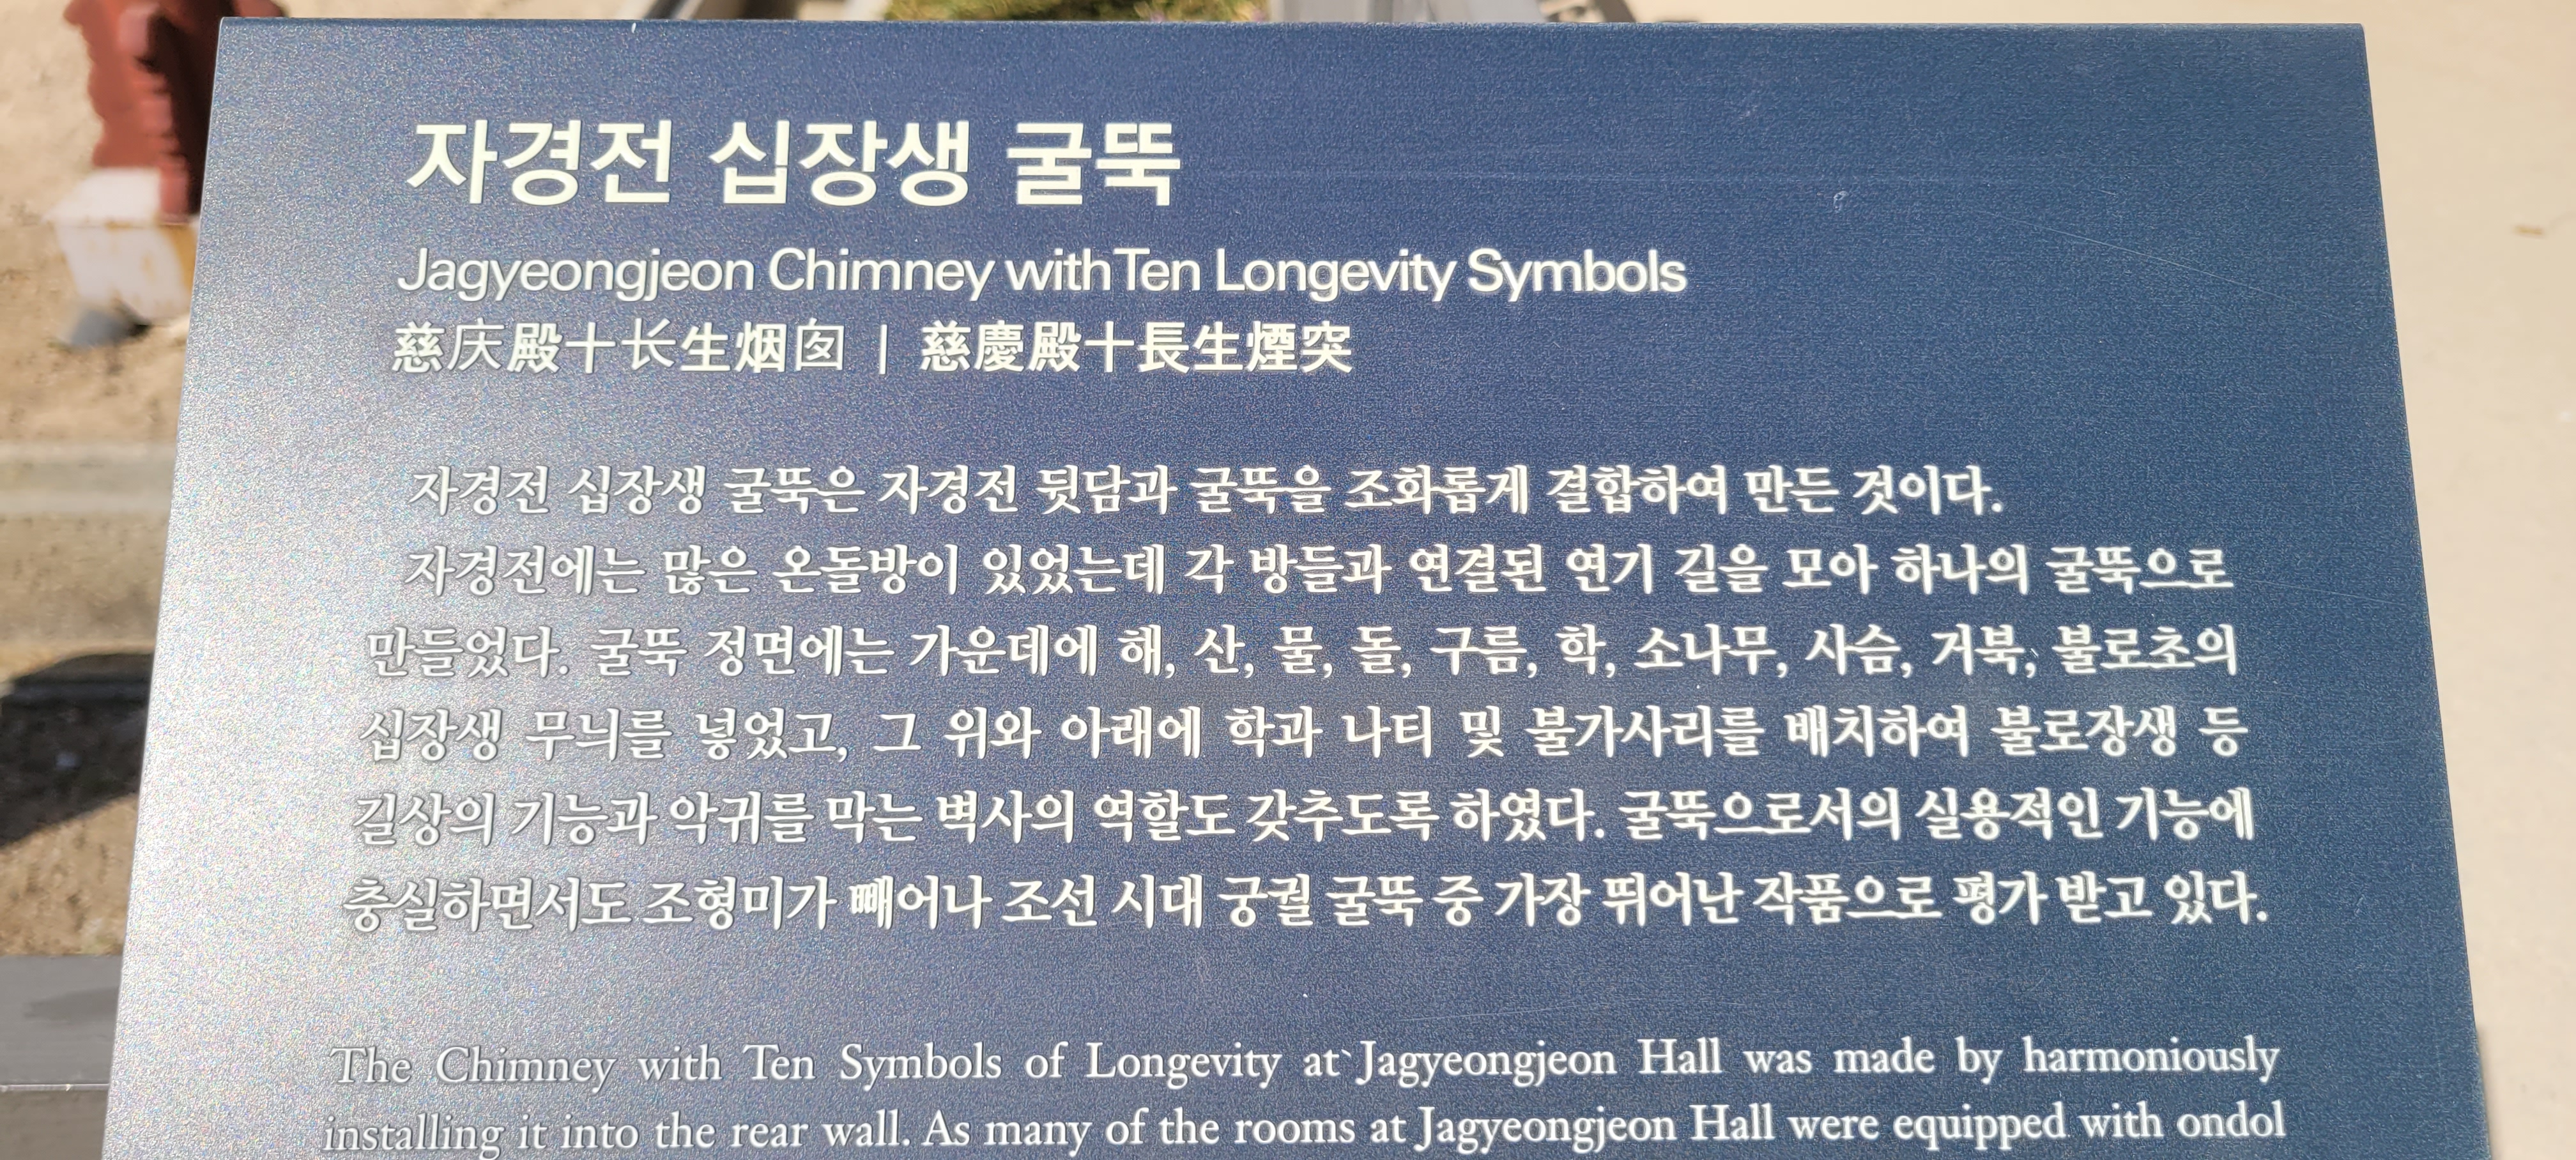 자경전 십장생 굴뚝
Jagyeongjeon Chimney with Ten Longevity Symbols
慈庆殿十长生烟囱 | 慈慶殿十長生煙突
자경전 십장생 굴뚝은 자경전 뒷담과 굴뚝을 조화롭게 결합하여 만든 것이다.
자경전에는 많은 온돌방이 있었는데 각 방들과 연결된 연기 길을 모아 하나의 굴뚝으로
만들었다. 굴뚝 정면에는 가운데에 해, 산, 물, 돌, 구름, 학, 소나무, 사슴, 거북, 불로초의
십장생 무늬를 넣었고, 그 위와 아래에 학과 나티 및 불가사리를 배치하여 불로장생 등
길상의 기능과 악귀를 막는 벽사의 역할도 갖추도록 하였다. 굴뚝으로서의 실용적인 기능에
충실하면서도 조형미가 빼어나 조선 시대 궁궐 굴뚝 중 가장 뛰어난 작품으로 평가 받고 있다.
The Chimney with Ten Symbols of Longevity at Jagyeongjeon Hall was made by harmoniously
installing it into the rear wall. As many of the rooms at Jagyeongjeon Hall were equipped with ondol